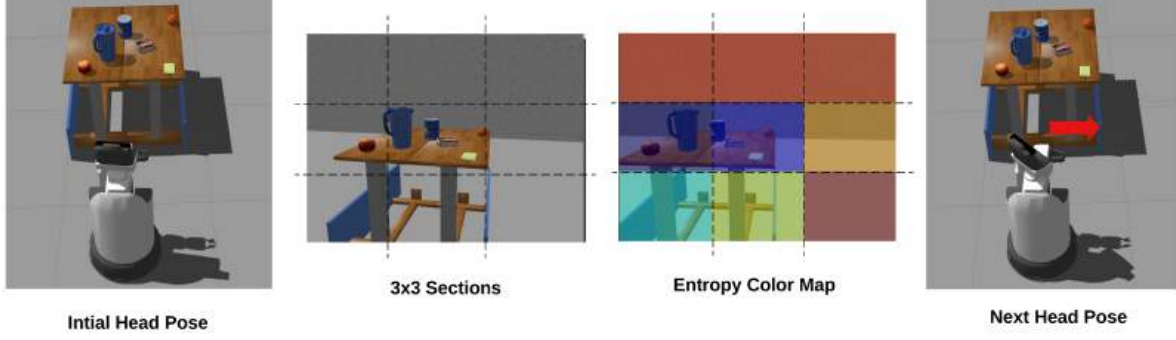 3x3 Sections
Entropy Color Map
Intial Head Pose
Next Head Pose